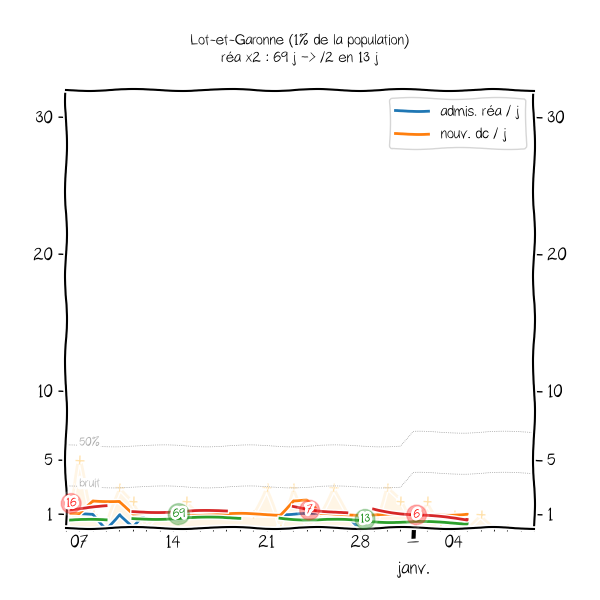 Lot-et-Garonne (1% de la population)
réa x2 : 69 j -> /2 en 13 j
admis. réa / j
nouv. dc / j
30 30
20 20
10 10
50%
5 5
bruit
16 69 7 13 6
1 1
07 14 21 28 1 04
janv.